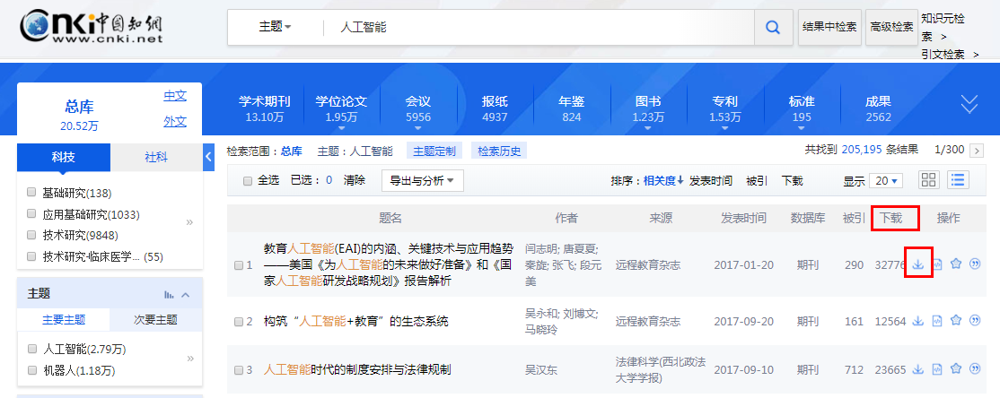 cnki中国知网
www.cnki.net
主题
人工智能
结果中检索
高级检索
知识元检
索 >
引文检索 >
总库
20.52万
中文
外文
学术期刊
13.10万
学位论文
1.95万
会议
5956
报纸
4937
年鉴
824
图书
1.23万
专利
1.53万
标准
195
成果
2562
科技
社科
基础研究(138)
应用基础研究(1033)
技术研究(9848)
技术研究-临床医学... (55)
»
主题
主要主题
次要主题
人工智能(2.79万)
机器人(1.18万)
»
检索范围：总库 主题：人工智能 主题定制 检索历史
共找到 205,195 条结果 1/300 >
全选 已选：0 清除 导出与分析
排序：相关度↓ 发表时间 被引 下载 显示 20
题名 作者 来源 发表时间 数据库 被引 下载 操作
1
教育人工智能(EAI)的内涵、关键技术与应用趋势
——美国《为人工智能的未来做好准备》和《国
家人工智能研发战略规划》报告解析
闫志明; 唐夏夏;
秦旋; 张飞; 段元
美
远程教育杂志
2017-01-20 期刊 290 32776
2
构筑“人工智能+教育”的生态系统
吴永和; 刘博文;
马晓玲
远程教育杂志
2017-09-20 期刊 161 12564
3
人工智能时代的制度安排与法律规制
吴汉东
法律科学(西北政法
大学学报)
2017-09-10 期刊 712 23665